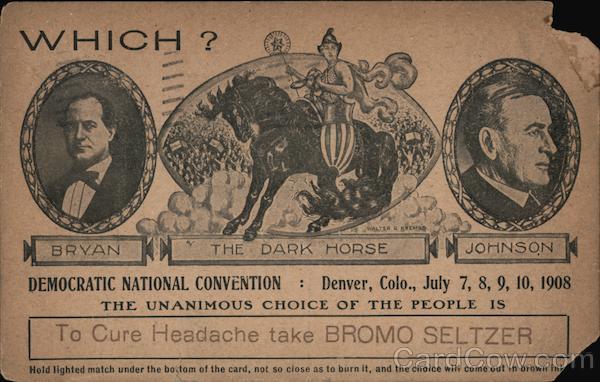 WHICH?
WALTER G. KREMER
BRYAN
THE DARK HORSE
JOHNSON
DEMOCRATIC NATIONAL CONVENTION : Denver, Colo., July 7, 8, 9, 10, 1908
THE UNANIMOUS CHOICE OF THE PEOPLE IS
To Cure Headache take BROMO SELTZER
Hold lighted match under the bottom of the card, not so close as to burn it, and the choice will come out in brown
CardCow.com